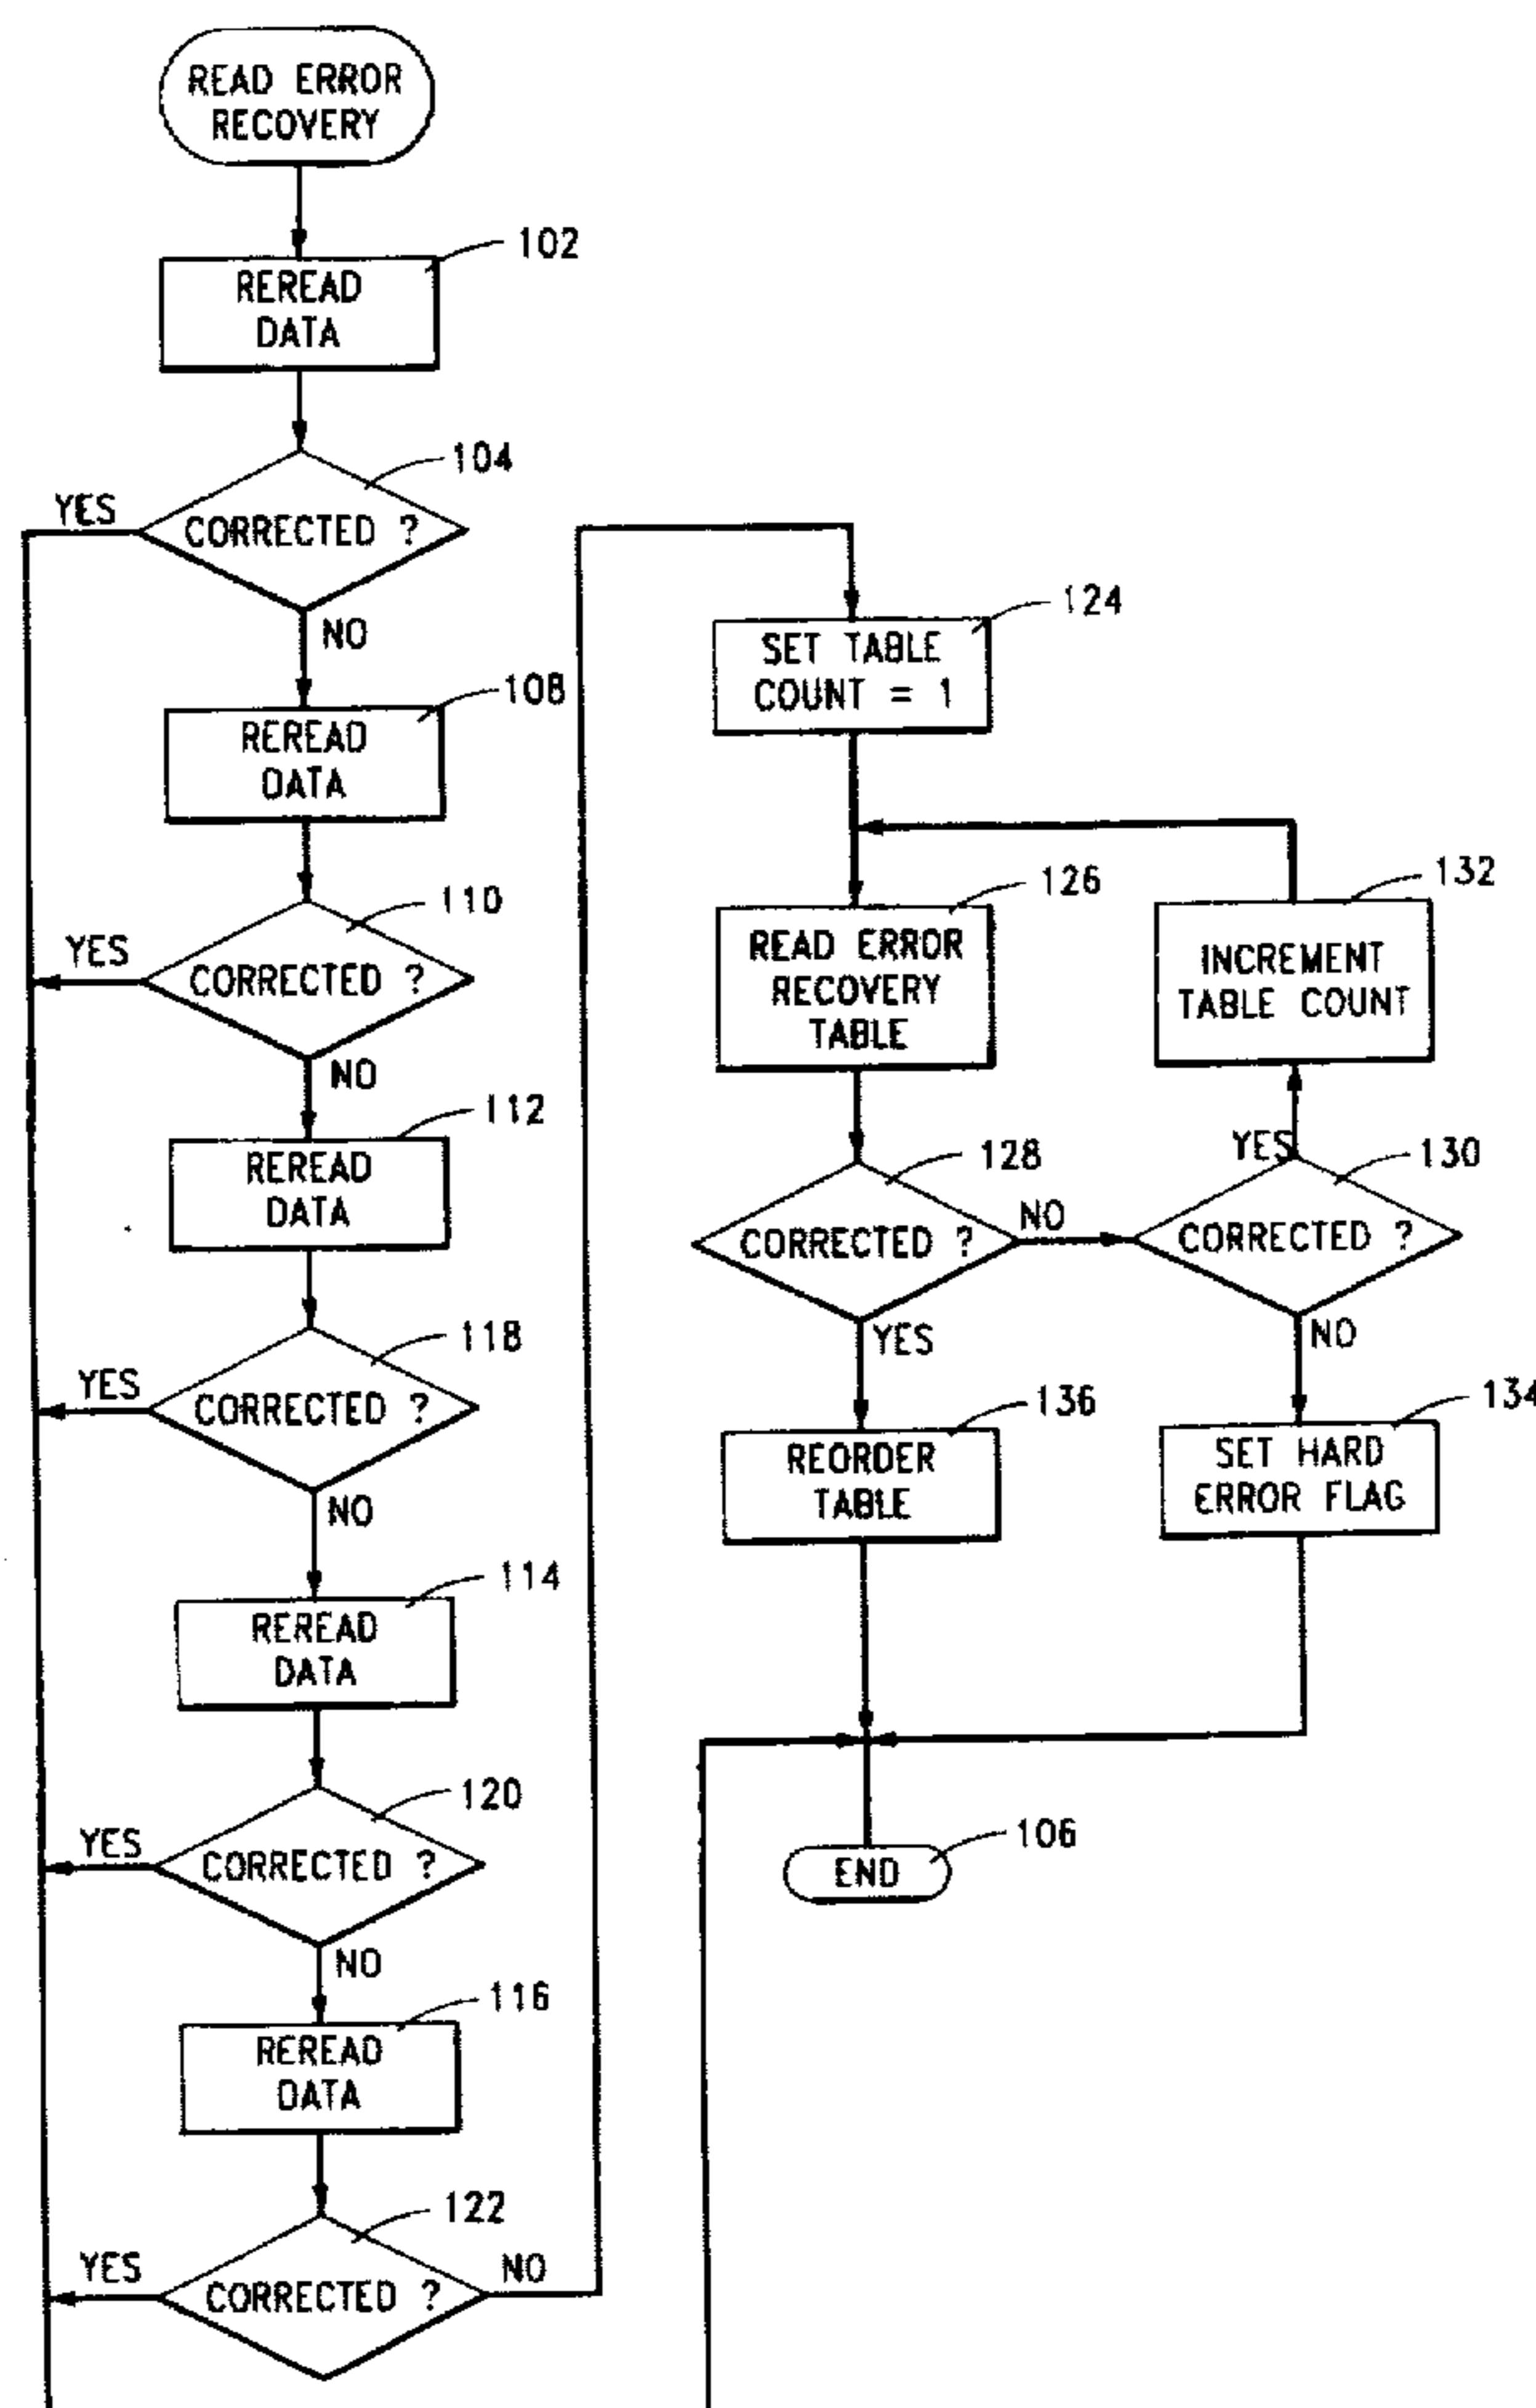 READ ERROR
RECOVERY
102
REREAD
DATA
104
YES
CORRECTED ?
NO
108
REREAD
DATA
110
YES
CORRECTED ?
NO
112
REREAD
DATA
118
YES
CORRECTED ?
NO
114
REREAD
DATA
120
YES
CORRECTED ?
NO
116
REREAD
DATA
122
YES
CORRECTED ?
NO
124
SET TABLE
COUNT = 1
126
READ ERROR
RECOVERY
TABLE
128
CORRECTED ?
NO
YES
132
INCREMENT
TABLE COUNT
YES
130
CORRECTED ?
NO
136
REORDER
TABLE
134
SET HARD
ERROR FLAG
106
END